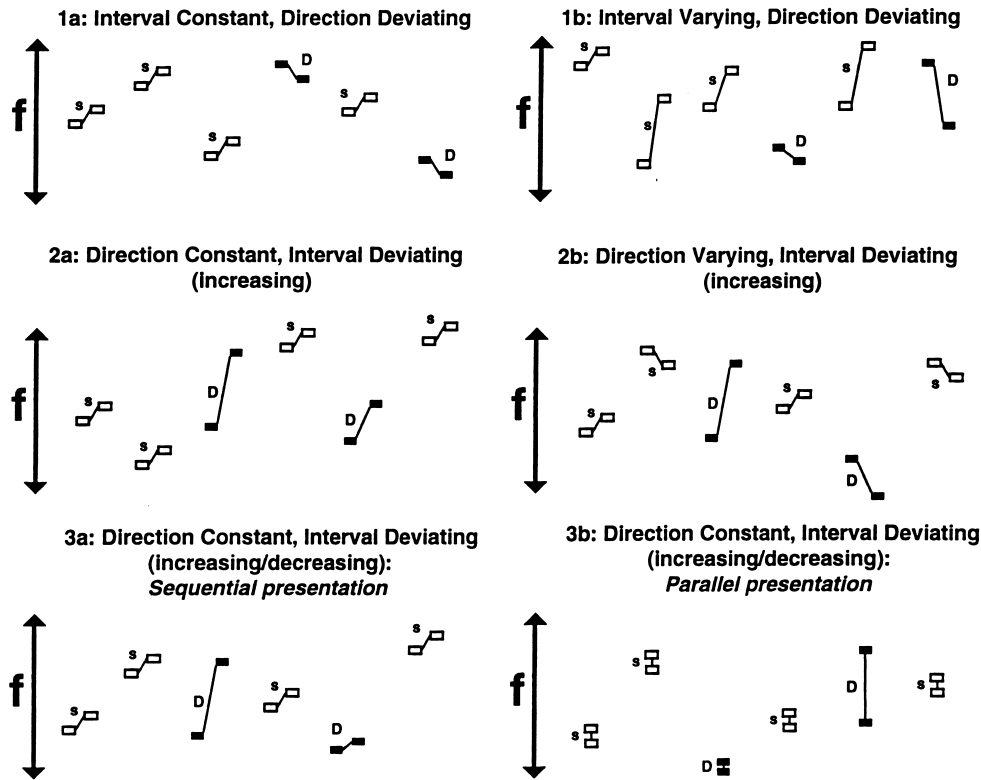 1a: Interval Constant, Direction Deviating
f
s
s
s
D
s
D
1b: Interval Varying, Direction Deviating
f
s
s
s
D
s
D
2a: Direction Constant, Interval Deviating
(increasing)
f
s
s
D
s
D
s
2b: Direction Varying, Interval Deviating
(increasing)
f
s
s
D
s
D
s
3a: Direction Constant, Interval Deviating
(increasing/decreasing):
Sequential presentation
f
s
s
D
s
D
s
3b: Direction Constant, Interval Deviating
(increasing/decreasing):
Parallel presentation
f
s
s
D
s
D
s